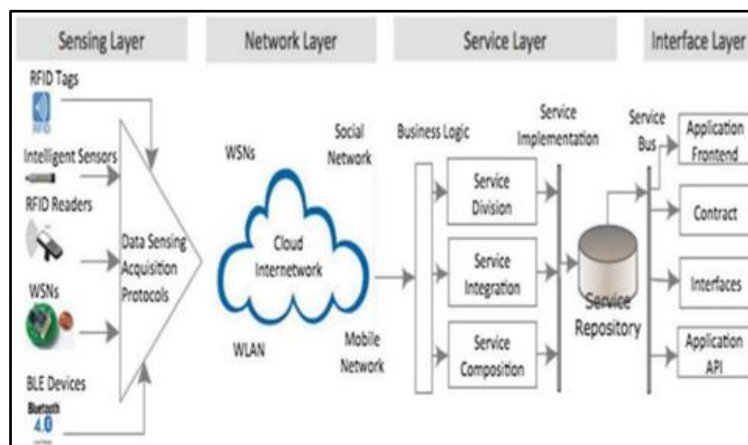 Sensing Layer
Network Layer
Service Layer
Interface Layer
RFID Tags
RFID
Intelligent Sensors
RFID Readers
WSNs
BLE Devices
Bluetooth
4.0
Data Sensing
Acquisition
Protocols
WSNs
Social
Network
Cloud
Internetwork
WLAN
Mobile
Network
Business Logic
Service
Division
Service
Integration
Service
Composition
Service
Implementation
Service
Repository
Service
Bus
Application
Frontend
Contract
Interfaces
Application
API